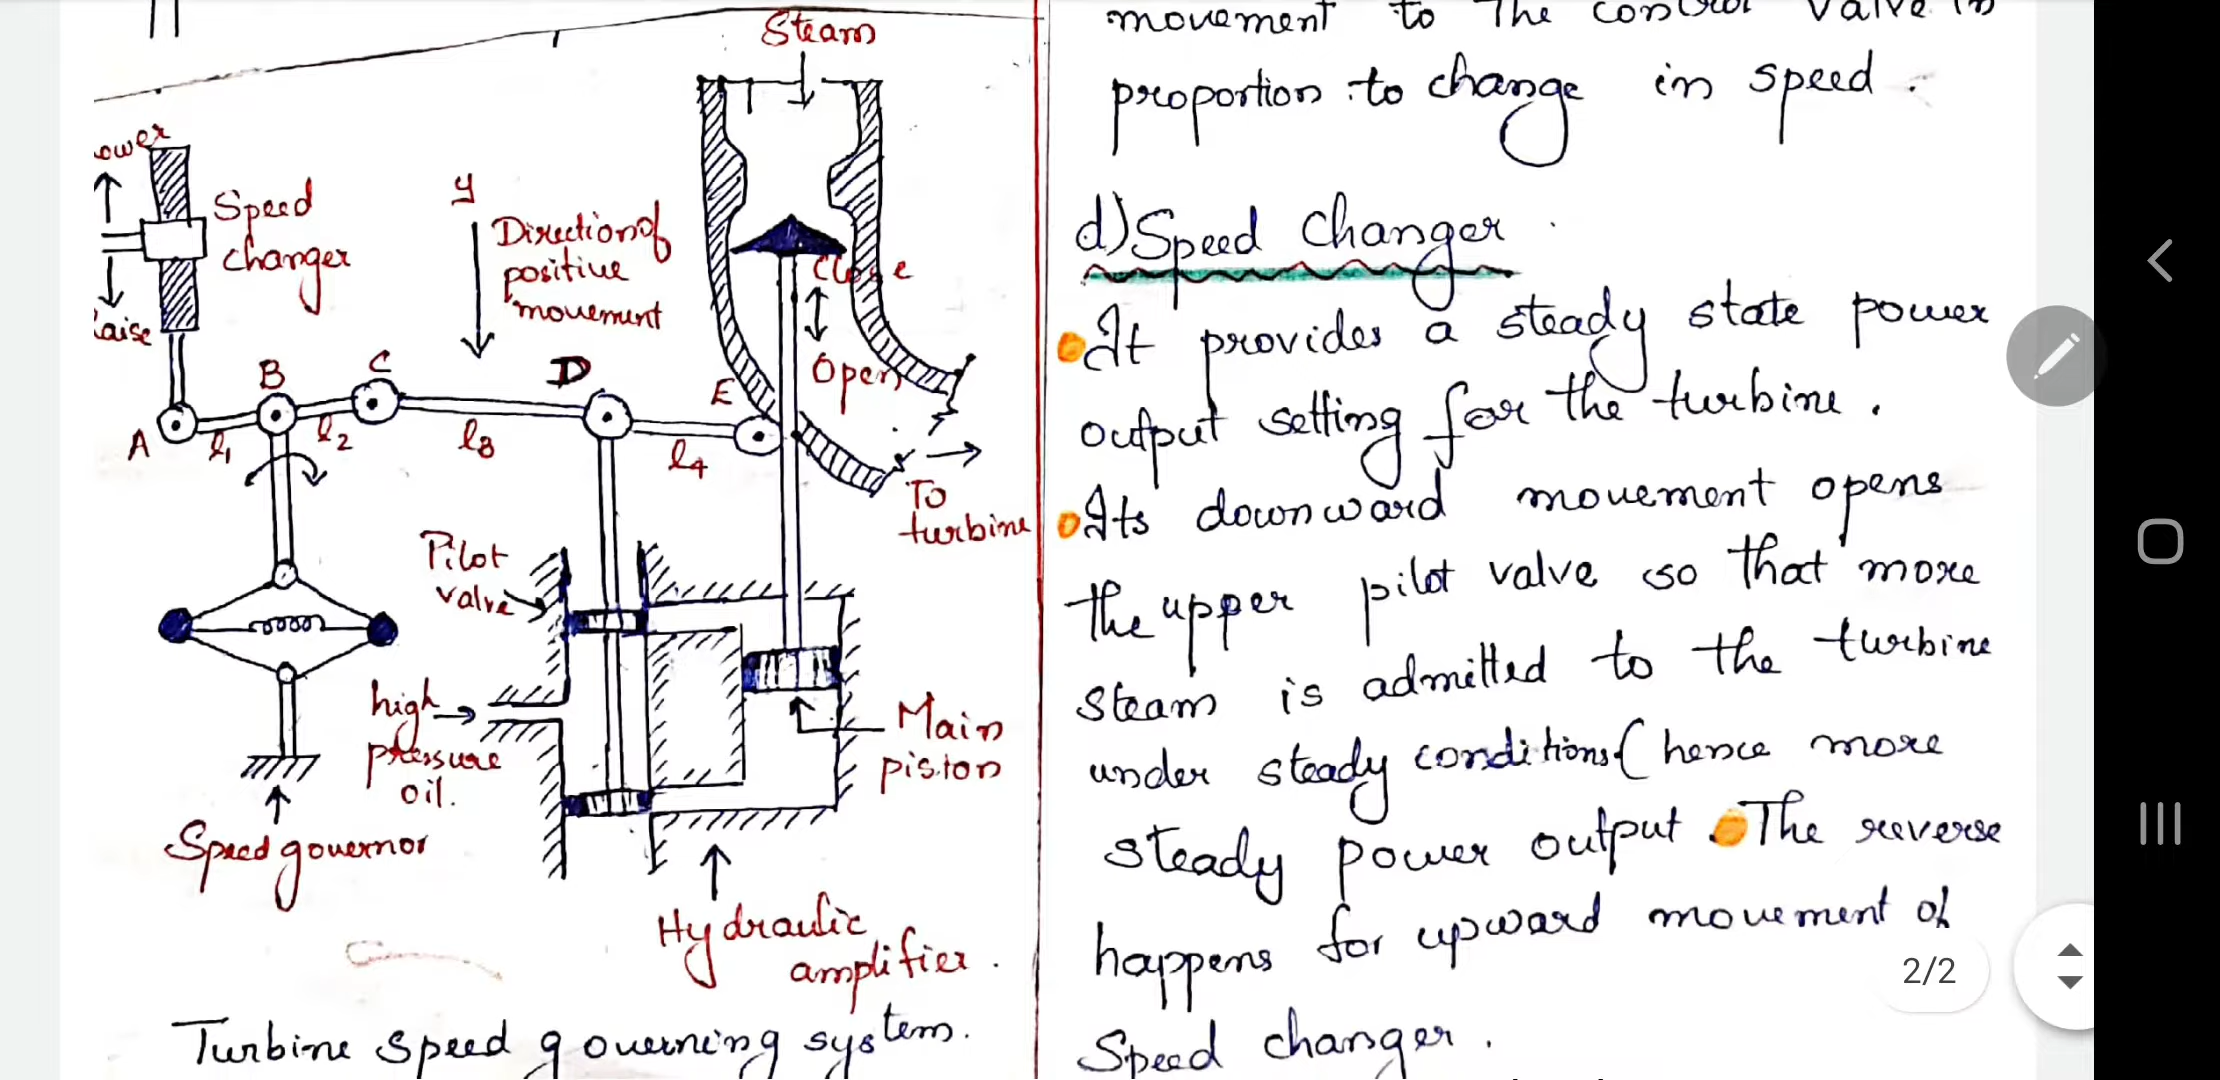 Steam
ower
Speed
changer
y
Direction of
positive
movement
Close
Open
aise
A
B
C
D
E
l1
l2
l3
l4
To
turbine
Pilot
valve
high
pressure
oil.
Main
piston
Speed governor
Hydraulic
amplifier.
Turbine speed governing system.
movement to the control valve in
proportion to change in speed.
d) Speed changer
It provides a steady state power
output setting for the turbine.
Its downward movement opens
the upper pilot valve so that more
steam is admitted to the turbine
under steady conditions (hence more
steady power output The reverse
happens for upward movement of
Speed changer.
2/2